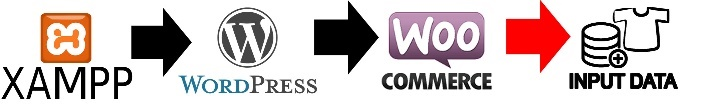 XAMPP
WORDPRESS
WOO
COMMERCE
INPUT DATA